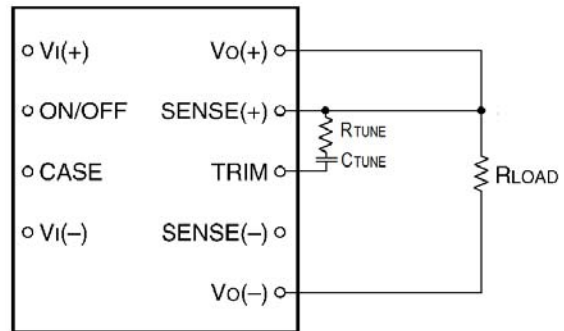 VI(+)
VO(+)
ON/OFF
SENSE(+)
RTUNE
CTUNE
CASE
TRIM
RLOAD
VI(–)
SENSE(–)
VO(–)